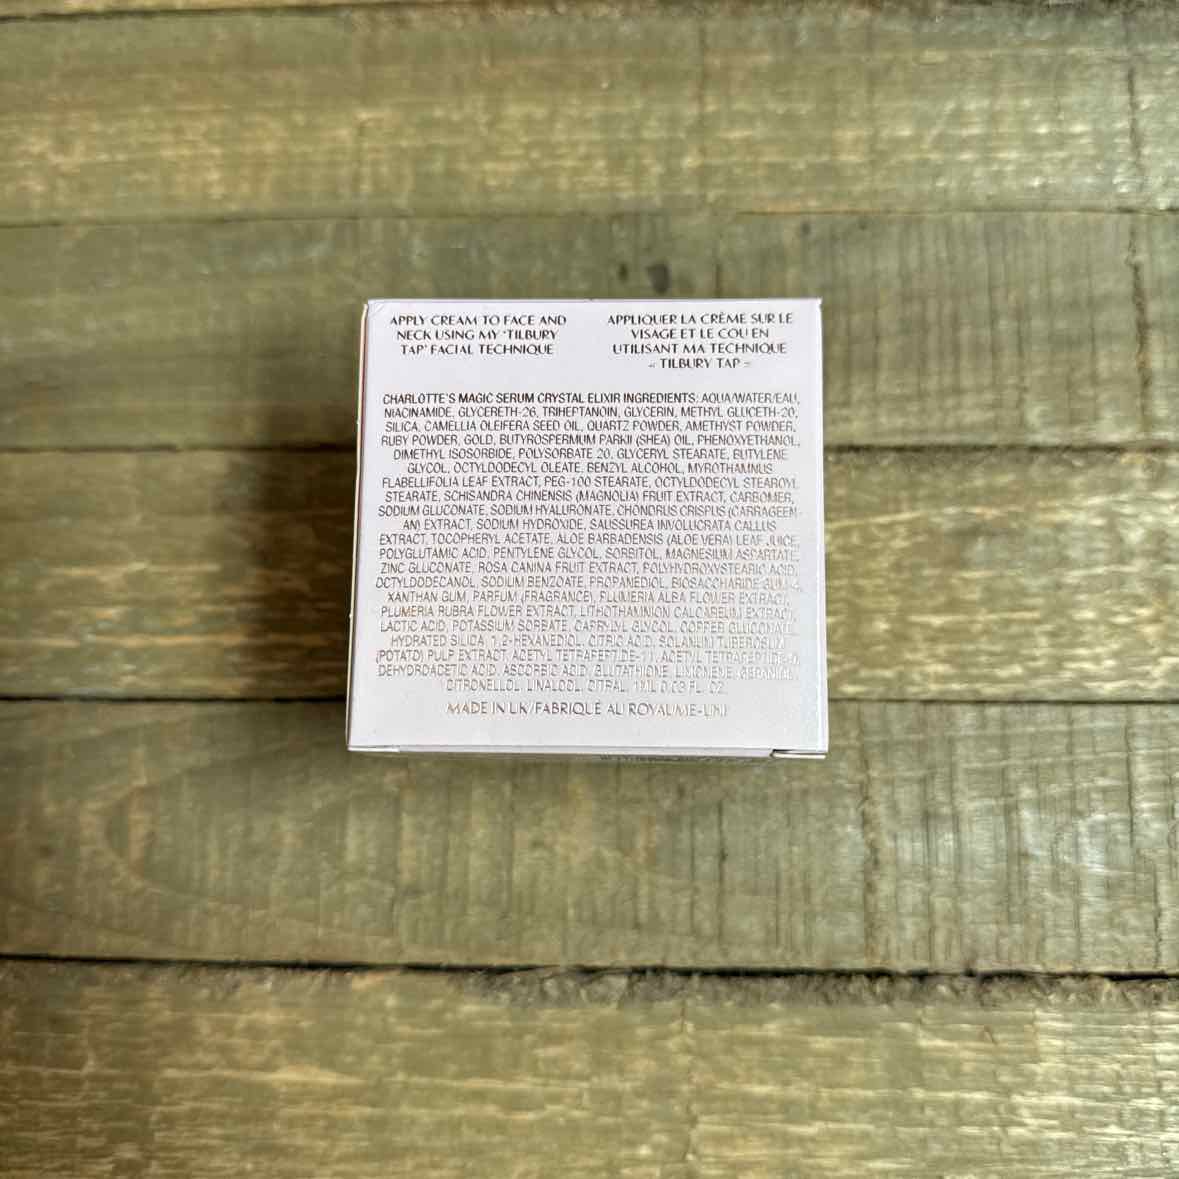 APPLY CREAM TO FACE AND
NECK USING MY 'TILBURY
TAP' FACIAL TECHNIQUE
APPLIQUER LA CRÈME SUR LE
VISAGE ET LE COU EN
UTILISANT MA TECHNIQUE
« TILBURY TAP »
CHARLOTTE'S MAGIC SERUM CRYSTAL ELIXIR INGREDIENTS: AQUA/WATER/EAU,
NIACINAMIDE, GLYCERETH-26, TRIHEPTANOIN, GLYCERIN, METHYL GLUCETH-20,
SILICA, CAMELLIA OLEIFERA SEED OIL, QUARTZ POWDER, AMETHYST POWDER,
RUBY POWDER, GOLD, BUTYROSPERMUM PARKII (SHEA) OIL, PHENOXYETHANOL,
DIMETHYL ISOSORBIDE, POLYSORBATE 20, GLYCERYL STEARATE, BUTYLENE
GLYCOL, OCTYLDODECYL OLEATE, BENZYL ALCOHOL, MYROTHAMNUS
FLABELLIFOLIA LEAF EXTRACT, PEG-100 STEARATE, OCTYLDODECYL STEAROYL
STEARATE, SCHISANDRA CHINENSIS (MAGNOLIA) FRUIT EXTRACT, CARBOMER,
SODIUM GLUCONATE, SODIUM HYALURONATE, CHONDRUS CRISPUS (CARRAGEEN-
AN) EXTRACT, SODIUM HYDROXIDE, SAUSSUREA INVOLUCRATA CALLUS
EXTRACT, TOCOPHERYL ACETATE, ALOE BARBADENSIS (ALOE VERA) LEAF JUICE,
POLYGLUTAMIC ACID, PENTYLENE GLYCOL, SORBITOL, MAGNESIUM ASPARTATE,
ZINC GLUCONATE, ROSA CANINA FRUIT EXTRACT, POLYHYDROXYSTEARIC ACID,
OCTYLDODECANOL, SODIUM BENZOATE, PROPANEDIOL, BIOSACCHARIDE GUM-4,
XANTHAN GUM, PARFUM (FRAGRANCE), PLUMERIA ALBA FLOWER EXTRACT,
PLUMERIA RUBRA FLOWER EXTRACT, LITHOTHAMNION CALCAREUM EXTRACT,
LACTIC ACID, POTASSIUM SORBATE, CAPRYLYL GLYCOL, COPPER GLUCONATE,
HYDRATED SILICA, 1,2-HEXANEDIOL, CITRIC ACID, SOLANUM TUBEROSUM
(POTATO) PULP EXTRACT, ACETYL TETRAPEPTIDE-11, ACETYL
DEHYDROACETIC ACID, ASCORBIC ACID, GLUTATHIONE, LIMONENE, GERANIOL,
CITRONELLOL, LINALOOL, CITRAL. 1ML 0.03 FL. OZ.
MADE IN UK/FABRIQUÉ AU ROYAUME-UNI